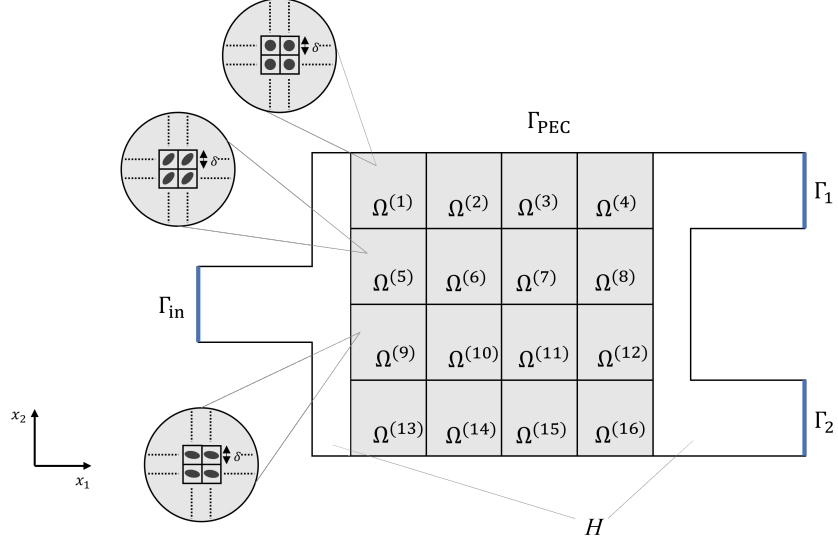 δ
Γ_PEC
δ
Ω^(1) Ω^(2) Ω^(3) Ω^(4)
Γ_1
Ω^(5) Ω^(6) Ω^(7) Ω^(8)
Γ_in
Ω^(9) Ω^(10) Ω^(11) Ω^(12)
Ω^(13) Ω^(14) Ω^(15) Ω^(16)
Γ_2
x_2
δ
x_1
H